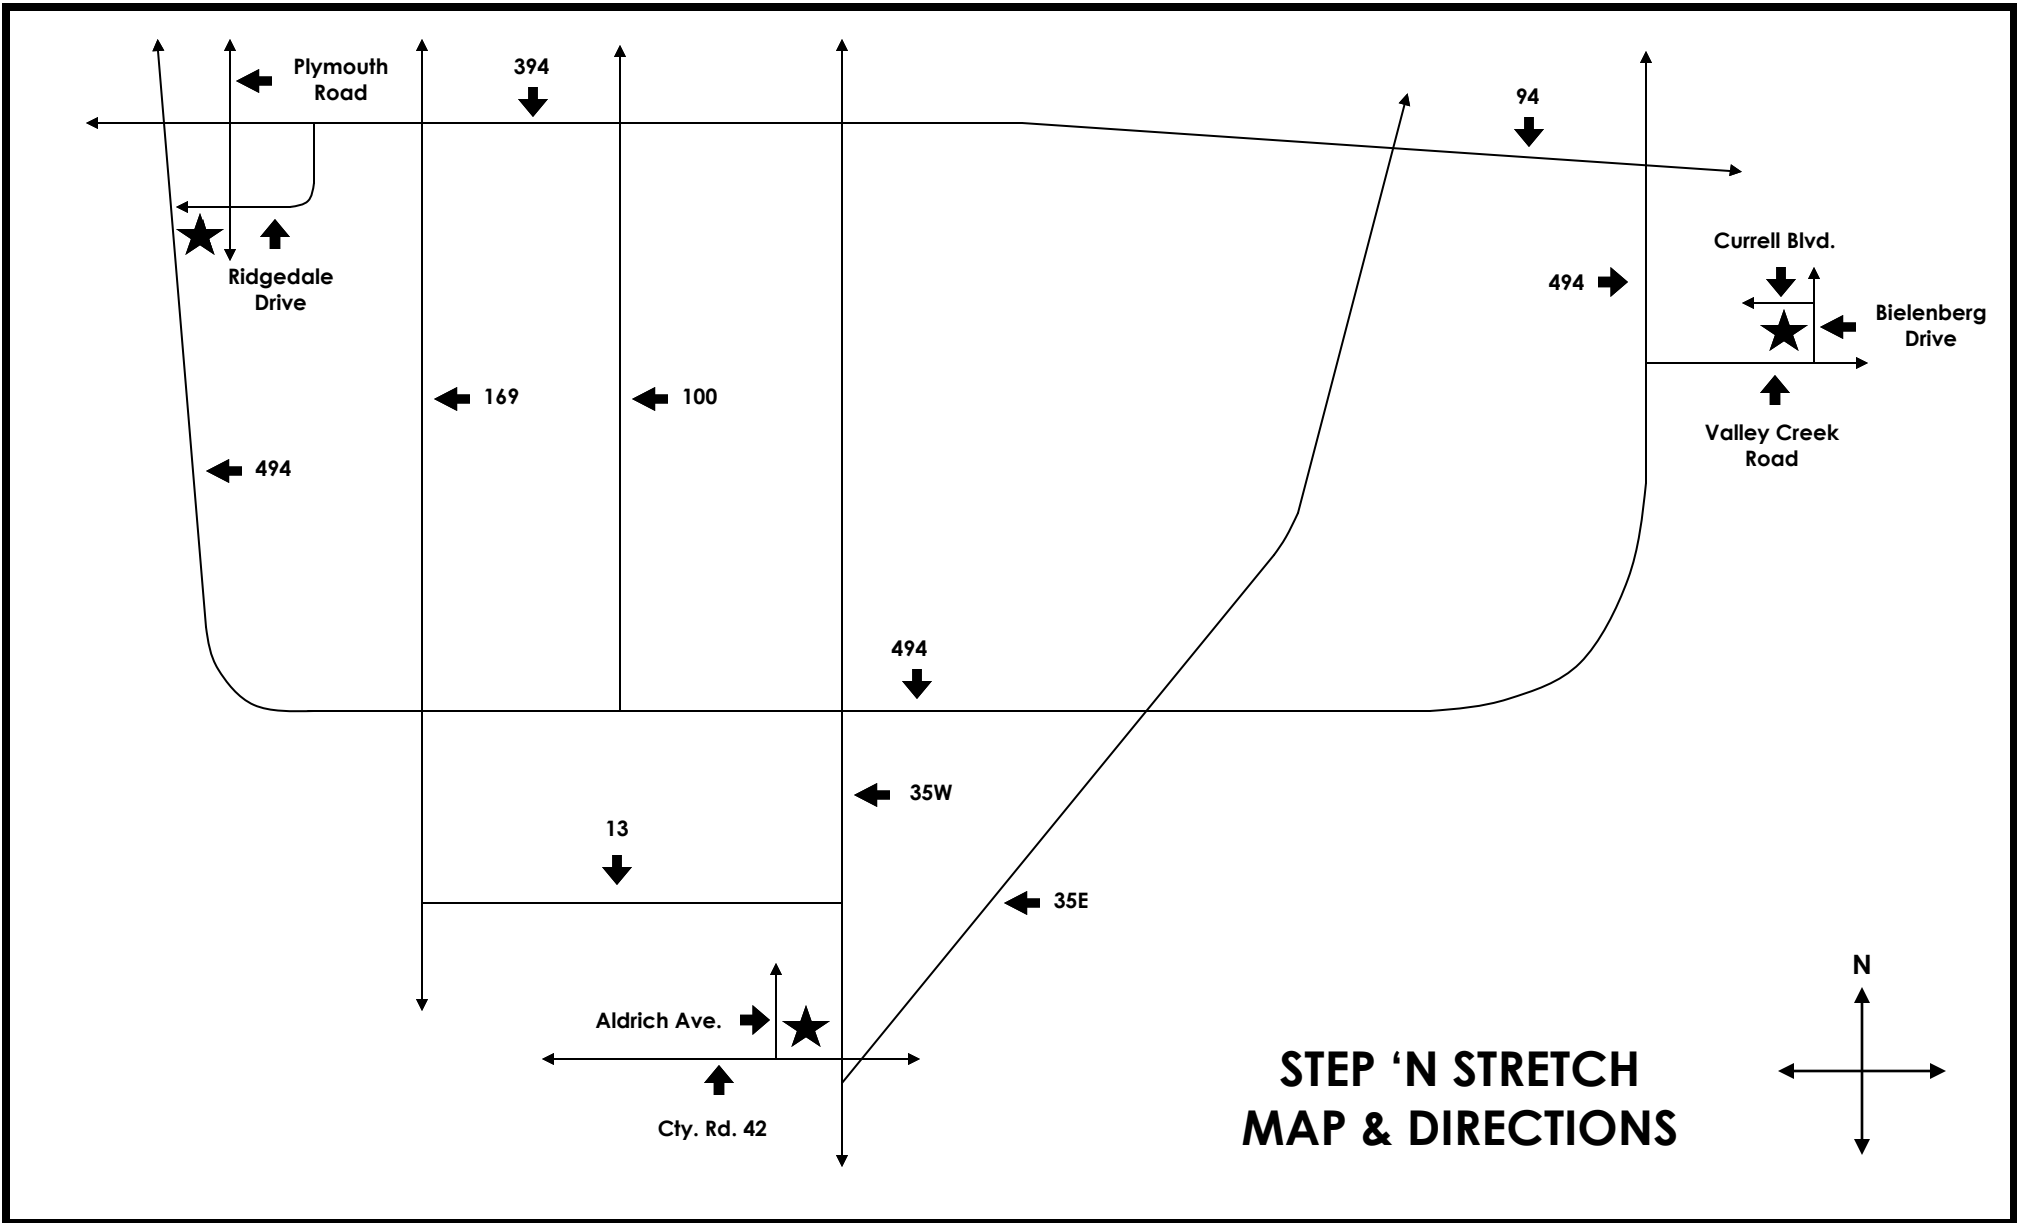 Plymouth
Road
394
94
Currell Blvd.
Ridgedale
Drive
494
Bielenberg
Drive
169
100
Valley Creek
Road
494
494
35W
13
35E
N
Aldrich Ave.
Cty. Rd. 42
STEP ‘N STRETCH
MAP & DIRECTIONS